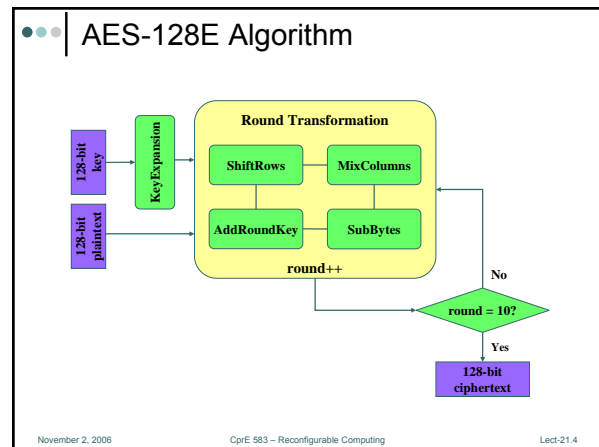 AES-128E Algorithm
Round Transformation
128-bit
key
KeyExpansion
ShiftRows
MixColumns
128-bit
plaintext
AddRoundKey
SubBytes
round++
No
round = 10?
Yes
128-bit
ciphertext
November 2, 2006
CprE 583 – Reconfigurable Computing
Lect-21.4